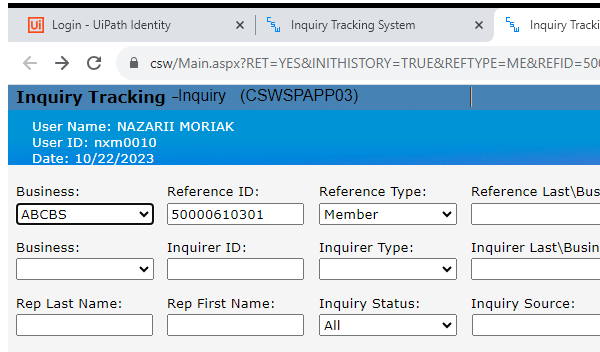 Login - UiPath Identity
Inquiry Tracking System
Inquiry Tracki
csw/Main.aspx?RET=YES&INITHISTORY=TRUE&REFTYPE=ME&REFID=500
Inquiry Tracking –Inquiry (CSWSPAPP03)
User Name: NAZARII MORIAK
User ID: nxm0010
Date: 10/22/2023
Business: Reference ID: Reference Type: Reference Last\Bus
ABCBS 50000610301 Member
Business: Inquirer ID: Inquirer Type: Inquirer Last\Busin
Rep Last Name: Rep First Name: Inquiry Status: Inquiry Source:
All